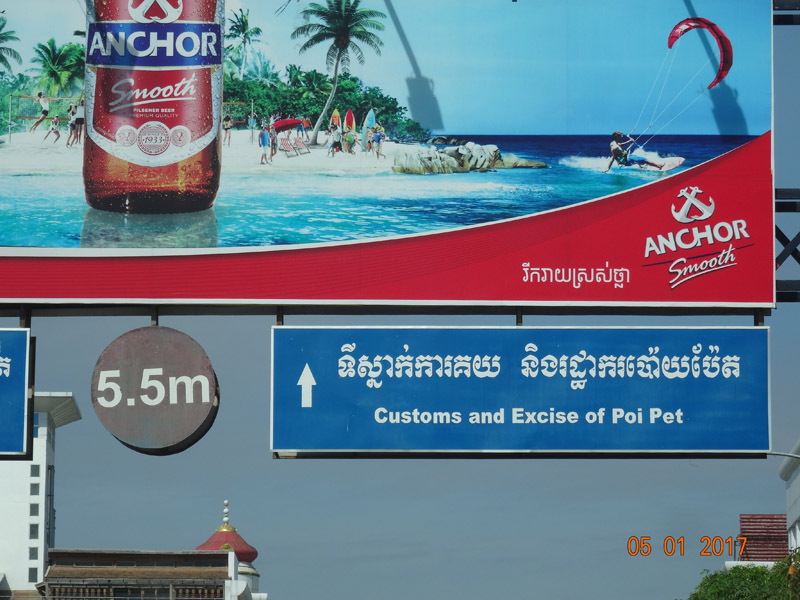 ANCHOR
Smooth
PILSENER BEER
PREMIUM QUALITY
1933
ANCHOR
Smooth
រីករាយស្រស់ថ្លា
5.5m
ទីស្នាក់ការគយ និងរដ្ឋាករប៉ោយប៉ែត
Customs and Excise of Poi Pet
05 01 2017